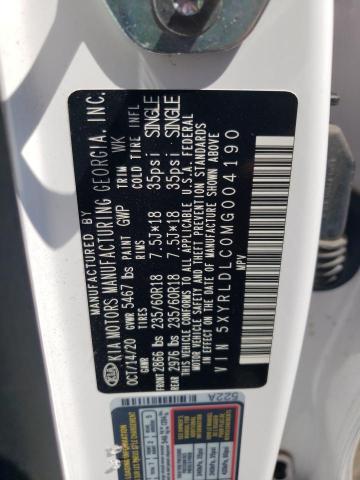 MANUFACTURED BY
KIA KIA MOTORS MANUFACTURING GEORGIA, INC.
OCT/14/20 PAINT GWP TRIM WK
GVWR 5467 lbs
TIRES RIMS COLD TIRE INFL
FRONT 2866 lbs 235/60R18 7.5J*18 35psi SINGLE
REAR 2976 lbs 235/60R18 7.5J*18 35psi SINGLE
THIS VEHICLE CONFORMS TO ALL APPLICABLE U.S.A. FEDERAL
MOTOR VEHICLE SAFETY, BUMPER, AND THEFT PREVENTION STANDARDS
IN EFFECT ON THE DATE OF MANUFACTURE SHOWN ABOVE
VIN 5XYRLDLC0MG004190
MPV
522A